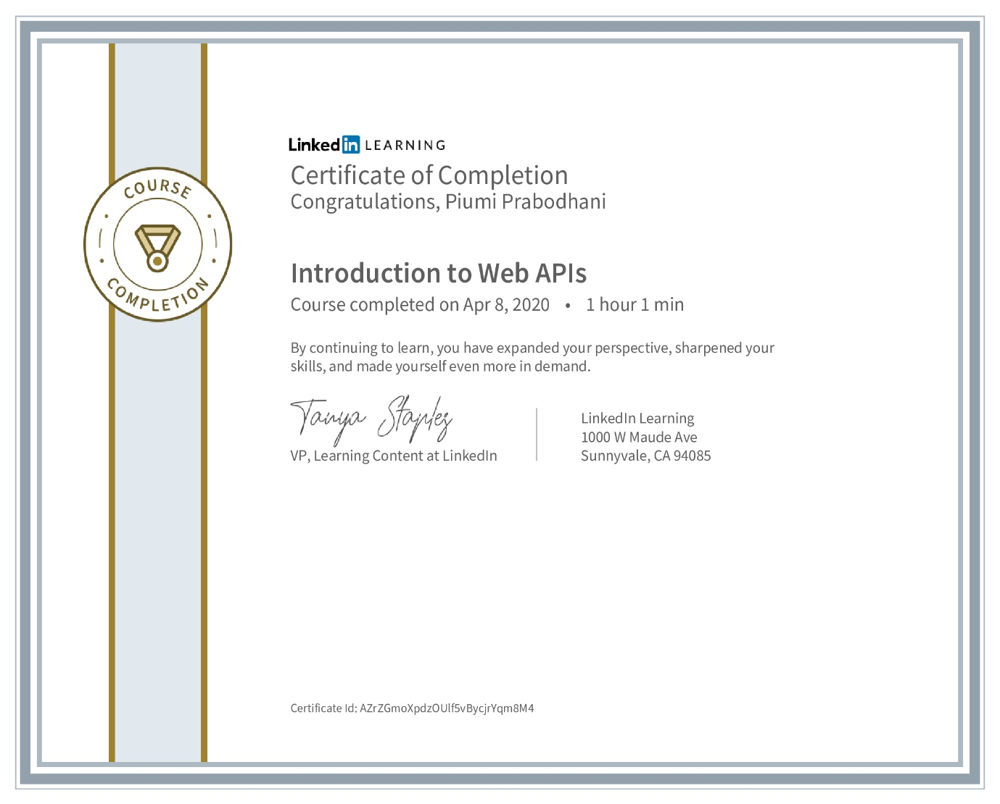 COURSE
COMPLETION
Linkedin LEARNING
Certificate of Completion
Congratulations, Piumi Prabodhani
Introduction to Web APIs
Course completed on Apr 8, 2020 • 1 hour 1 min
By continuing to learn, you have expanded your perspective, sharpened your
skills, and made yourself even more in demand.
Tanya Staples
VP, Learning Content at LinkedIn
LinkedIn Learning
1000 W Maude Ave
Sunnyvale, CA 94085
Certificate Id: AZrZGmoXpdzOUlf5vBycjrYqm8M4